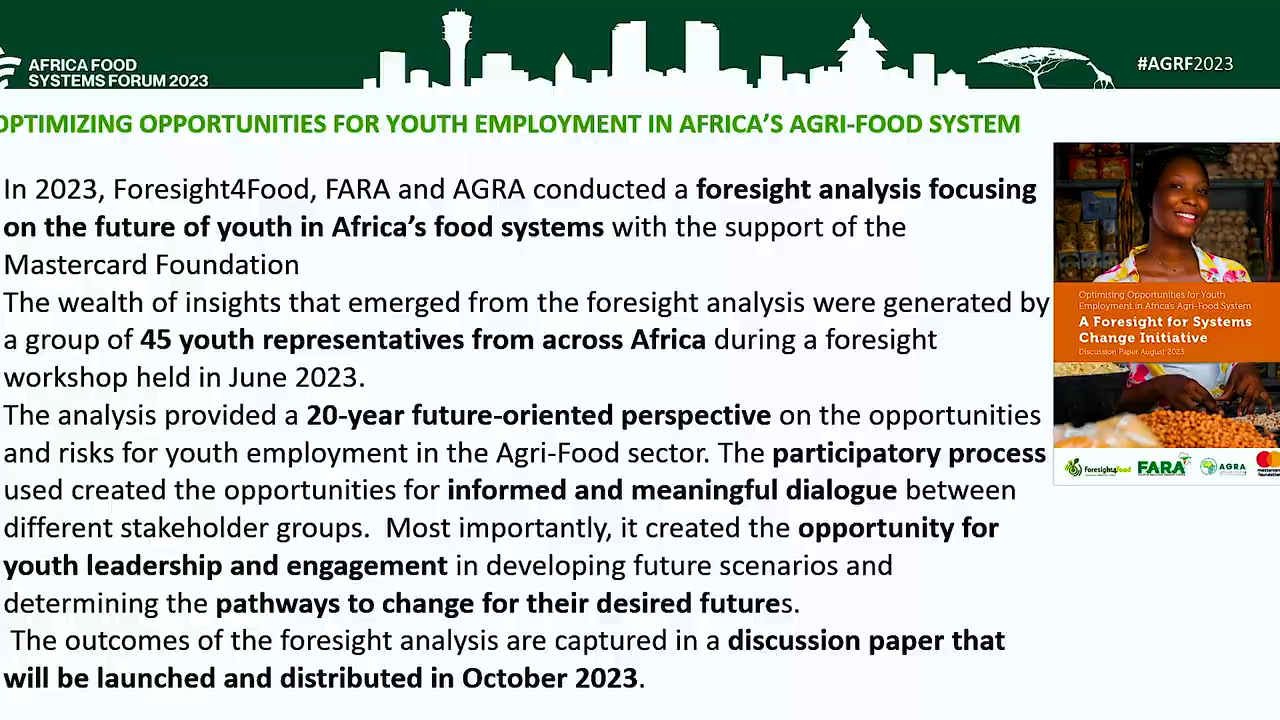 AFRICA FOOD
SYSTEMS FORUM 2023
#AGRF2023
OPTIMIZING OPPORTUNITIES FOR YOUTH EMPLOYMENT IN AFRICA’S AGRI-FOOD SYSTEM
In 2023, Foresight4Food, FARA and AGRA conducted a foresight analysis focusing
on the future of youth in Africa’s food systems with the support of the
Mastercard Foundation
The wealth of insights that emerged from the foresight analysis were generated by
a group of 45 youth representatives from across Africa during a foresight
workshop held in June 2023.
The analysis provided a 20-year future-oriented perspective on the opportunities
and risks for youth employment in the Agri-Food sector. The participatory process
used created the opportunities for informed and meaningful dialogue between
different stakeholder groups.  Most importantly, it created the opportunity for
youth leadership and engagement in developing future scenarios and
determining the pathways to change for their desired futures.
The outcomes of the foresight analysis are captured in a discussion paper that
will be launched and distributed in October 2023.
Optimising Opportunities for Youth
Employment in Africa's Agri-Food System
A Foresight for Systems
Change Initiative
Discussion Paper August 2023
Foresight4food
FARA
AGRA